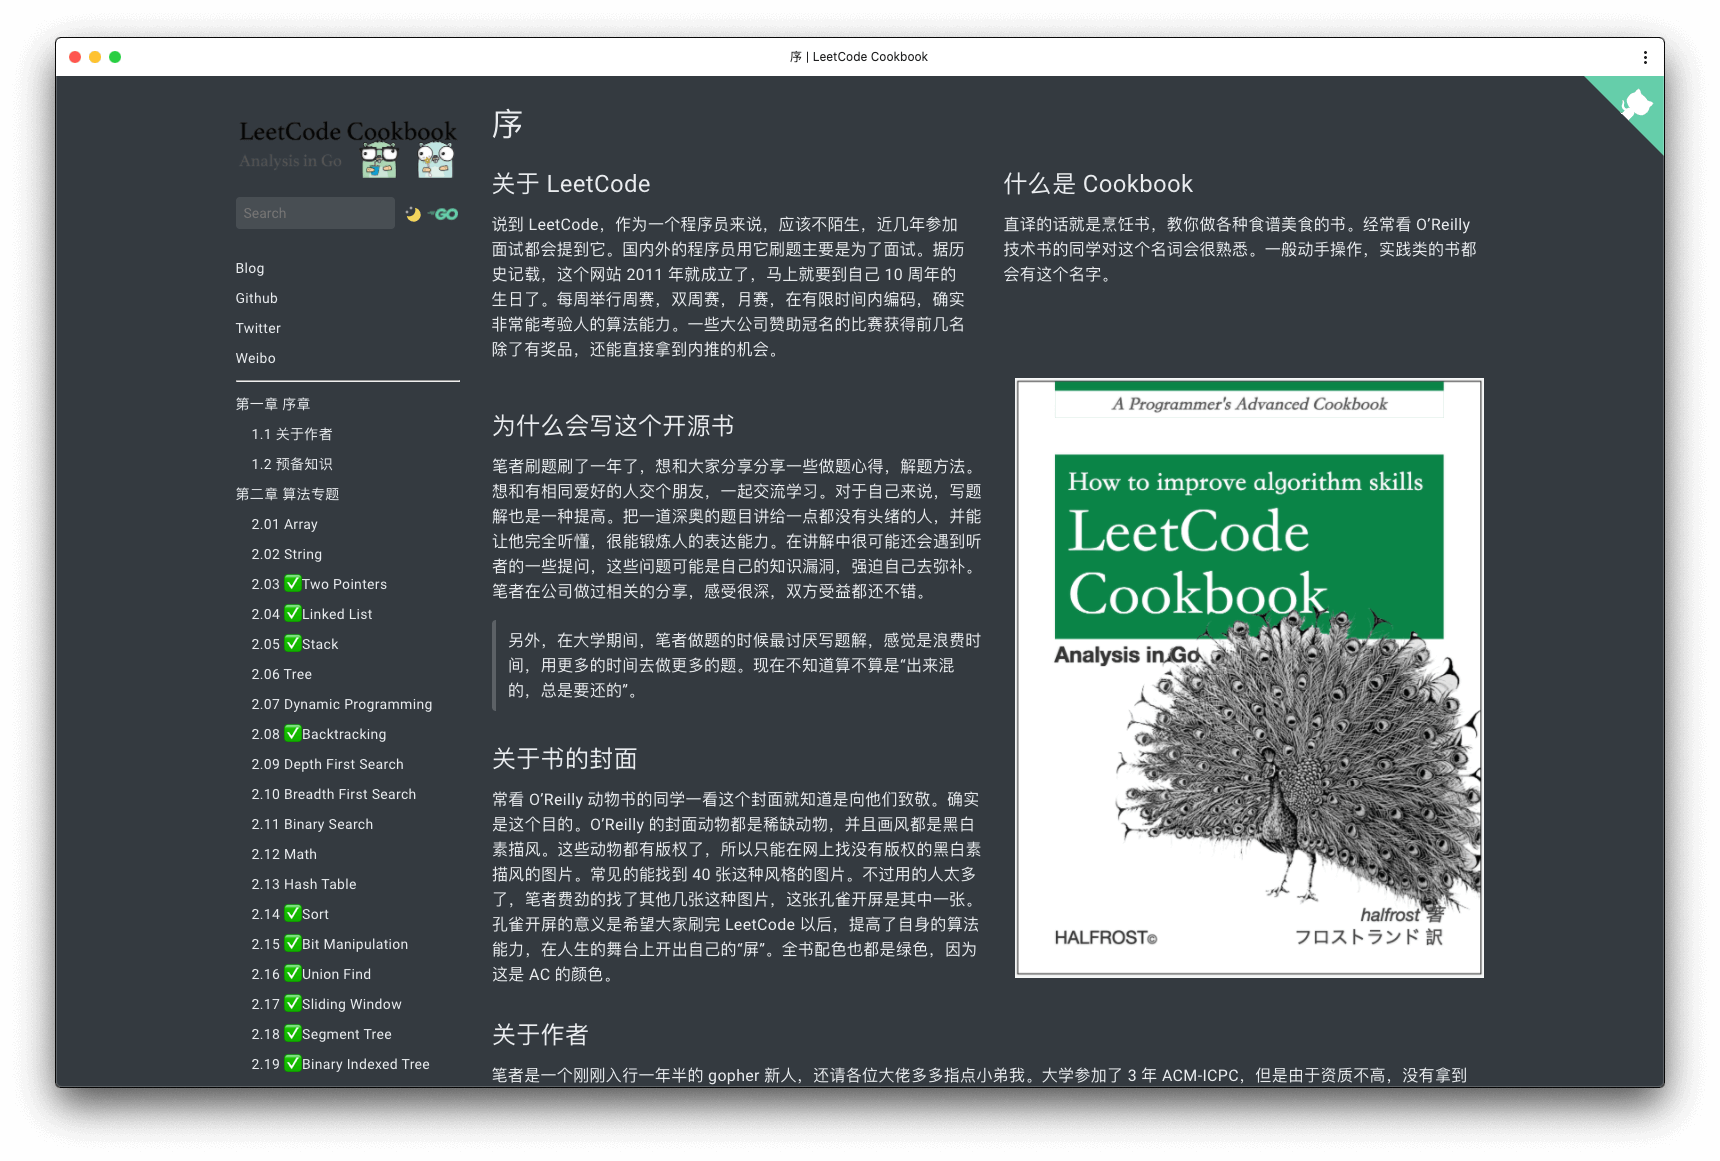 序 | LeetCode Cookbook
LeetCode Cookbook
Analysis in Go
Search
GO
Blog
Github
Twitter
Weibo
第一章 序章
1.1 关于作者
1.2 预备知识
第二章 算法专题
2.01 Array
2.02 String
2.03 ✅Two Pointers
2.04 ✅Linked List
2.05 ✅Stack
2.06 Tree
2.07 Dynamic Programming
2.08 ✅Backtracking
2.09 Depth First Search
2.10 Breadth First Search
2.11 Binary Search
2.12 Math
2.13 Hash Table
2.14 ✅Sort
2.15 ✅Bit Manipulation
2.16 ✅Union Find
2.17 ✅Sliding Window
2.18 ✅Segment Tree
2.19 ✅Binary Indexed Tree
序
关于 LeetCode
说到 LeetCode，作为一个程序员来说，应该不陌生，近几年参加
面试都会提到它。国内外的程序员用它刷题主要是为了面试。据历
史记载，这个网站 2011 年就成立了，马上就要到自己 10 周年的
生日了。每周举行周赛，双周赛，月赛，在有限时间内编码，确实
非常能考验人的算法能力。一些大公司赞助冠名的比赛获得前几名
除了有奖品，还能直接拿到内推的机会。
什么是 Cookbook
直译的话就是烹饪书，教你做各种食谱美食的书。经常看 O’Reilly
技术书的同学对这个名词会很熟悉。一般动手操作，实践类的书都
会有这个名字。
为什么会写这个开源书
笔者刷题刷了一年了，想和大家分享分享一些做题心得，解题方法。
想和有相同爱好的人交个朋友，一起交流学习。对于自己来说，写题
解也是一种提高。把一道深奥的题目讲给一点都没有头绪的人，并能
让他完全听懂，很能锻炼人的表达能力。在讲解中很可能还会遇到听
者的一些提问，这些问题可能是自己的知识漏洞，强迫自己去弥补。
笔者在公司做过相关的分享，感受很深，双方受益都还不错。
另外，在大学期间，笔者做题的时候最讨厌写题解，感觉是浪费时
间，用更多的时间去做更多的题。现在不知道算不算是“出来混
的，总是要还的”。
关于书的封面
常看 O’Reilly 动物书的同学一看这个封面就知道是向他们致敬。确实
是这个目的。O’Reilly 的封面动物都是稀缺动物，并且画风都是黑白
素描风。这些动物都有版权了，所以只能在网上找没有版权的黑白素
描风的图片。常见的能找到 40 张这种风格的图片。不过用的人太多
了，笔者费劲的找了其他几张这种图片，这张孔雀开屏是其中一张。
孔雀开屏的意义是希望大家刷完 LeetCode 以后，提高了自身的算法
能力，在人生的舞台上开出自己的“屏”。全书配色也都是绿色，因为
这是 AC 的颜色。
A Programmer's Advanced Cookbook
How to improve algorithm skills
LeetCode
Cookbook
Analysis in Go
halfrost 著
HALFROST©
フロストランド 訳
关于作者
笔者是一个刚刚入行一年半的 gopher 新人，还请各位大佬多多指点小弟我。大学参加了 3 年 ACM-ICPC，但是由于资质不高，没有拿到